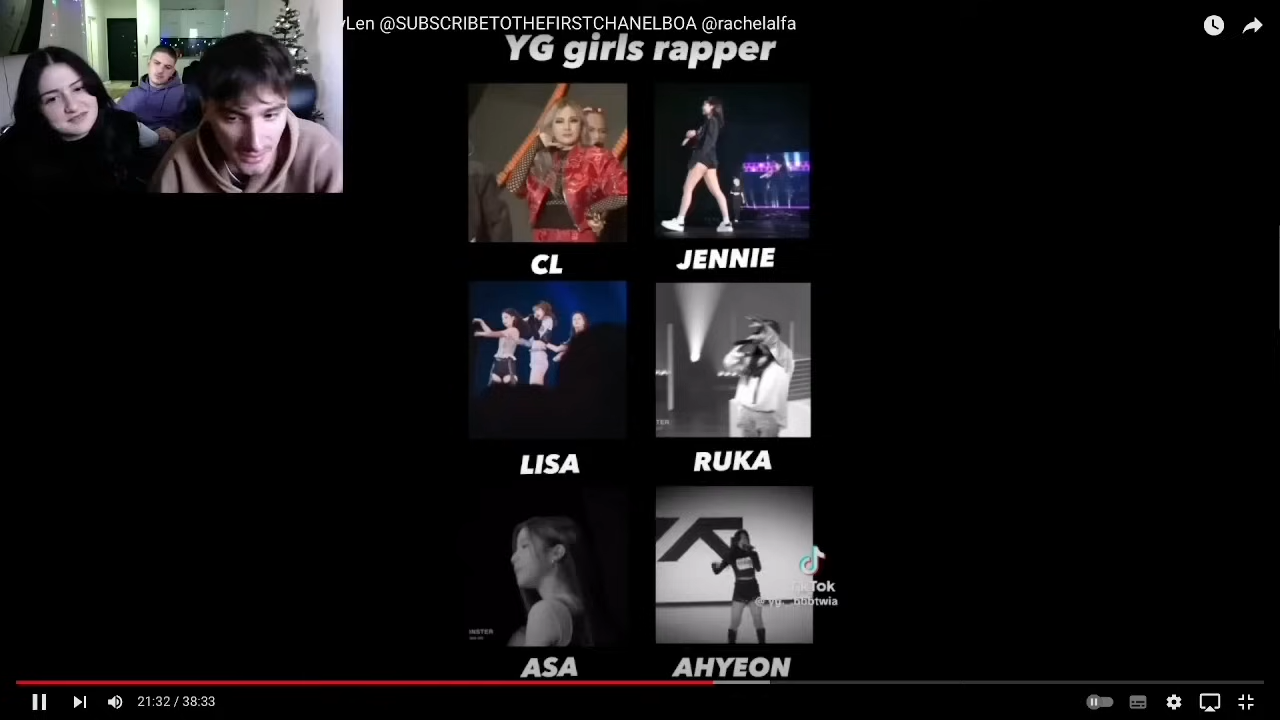 yLen @SUBSCRIBETOTHEFIRSTCHANELBOA @rachelalfa
YG girls rapper
CL
JENNIE
LISA
RUKA
ASA
AHYEON
TikTok
21:32 / 38:33